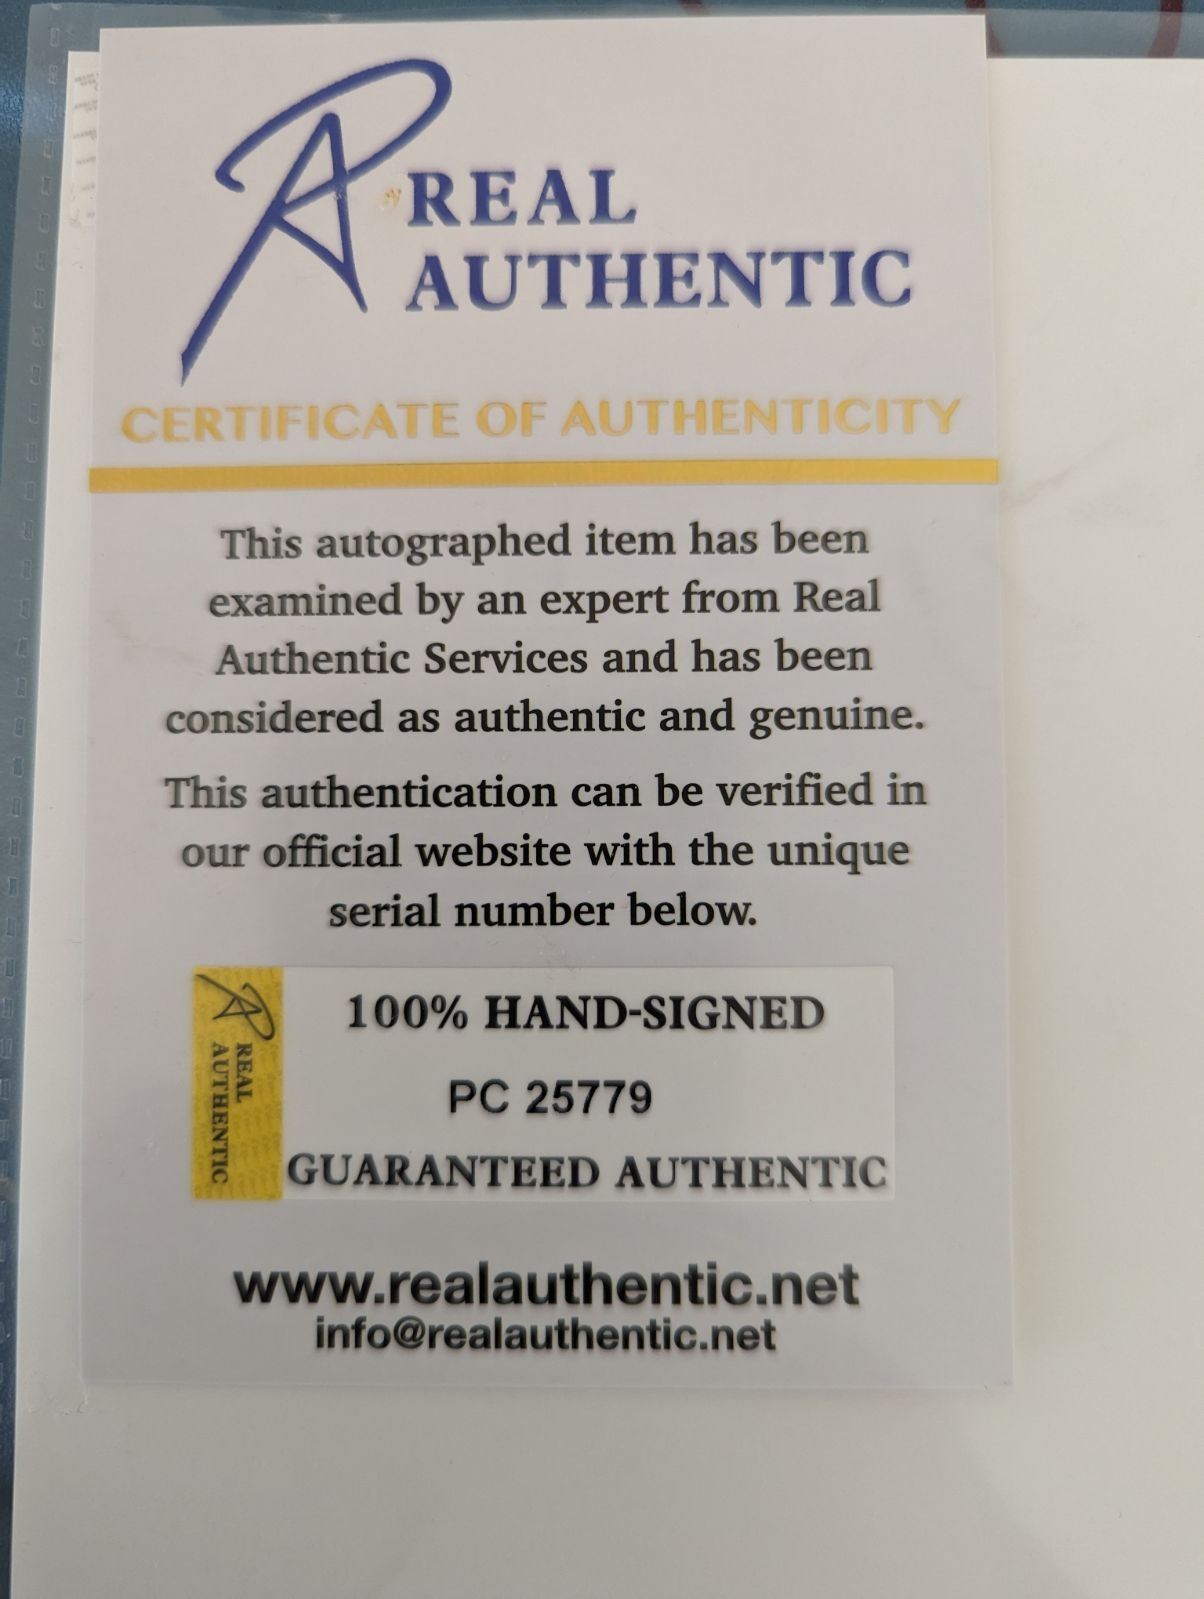 REAL
AUTHENTIC
CERTIFICATE OF AUTHENTICITY
This autographed item has been
examined by an expert from Real
Authentic Services and has been
considered as authentic and genuine.
This authentication can be verified in
our official website with the unique
serial number below.
REAL
AUTHENTIC
100% HAND-SIGNED
PC 25779
GUARANTEED AUTHENTIC
www.realauthentic.net
info@realauthentic.net